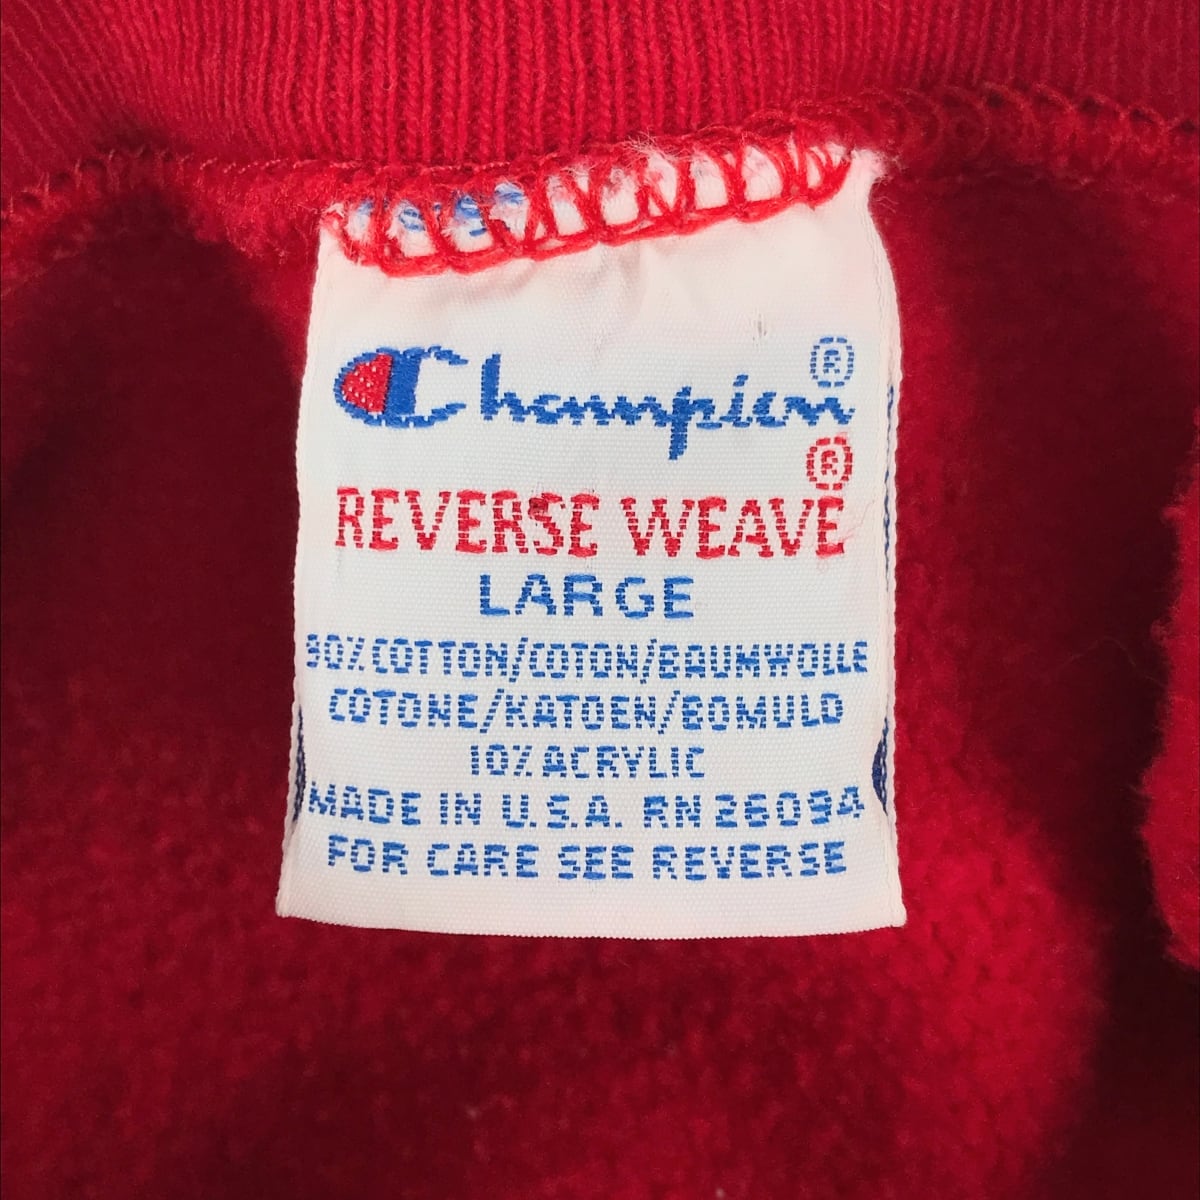 Champion®
®
REVERSE WEAVE
LARGE
90% COTTON/COTON/BAUMWOLLE
COTONE/KATOEN/BOMULD
10% ACRYLIC
MADE IN U.S.A. RN 26094
FOR CARE SEE REVERSE